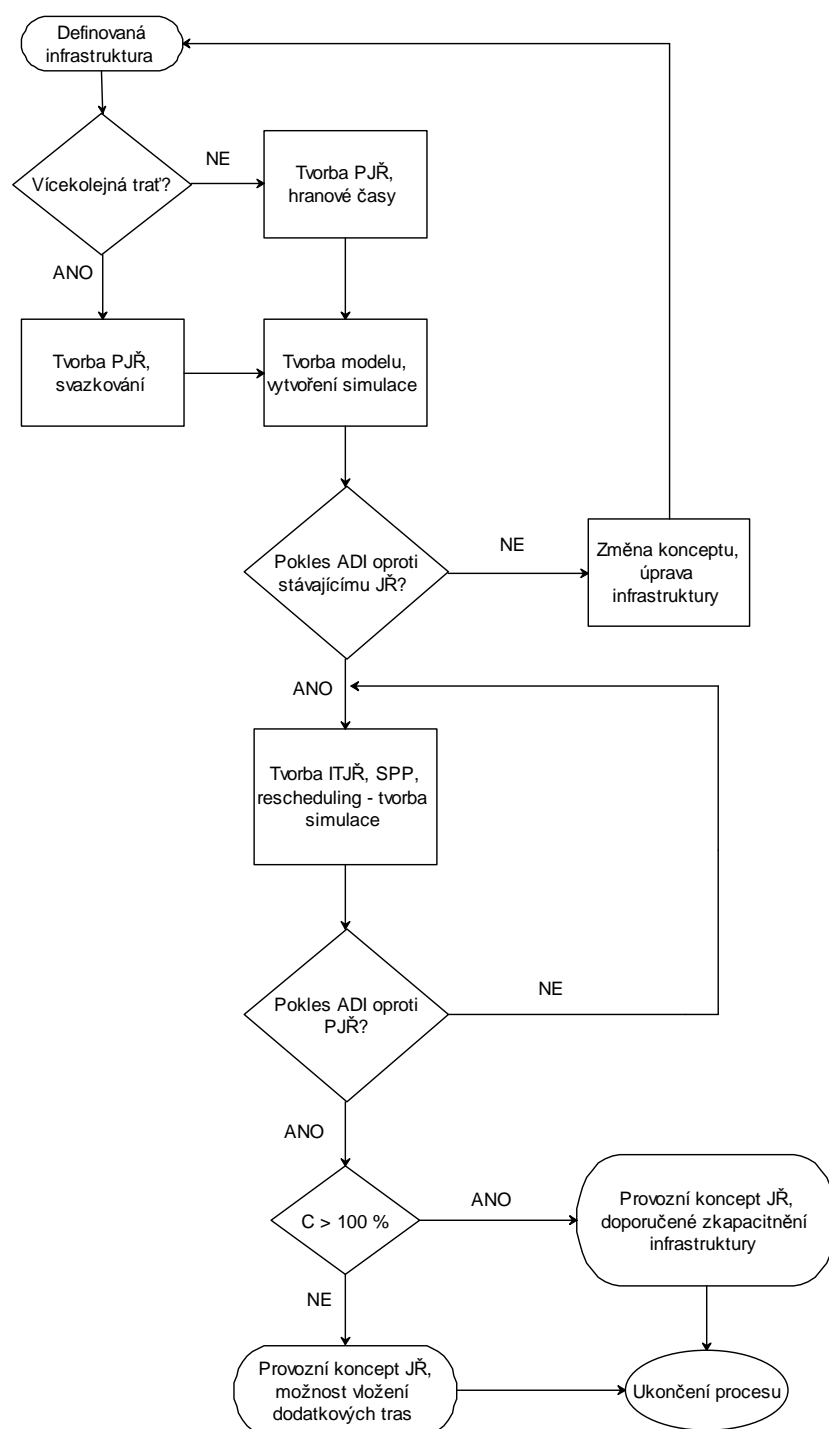 Definovaná
infrastruktura
Vícekolejná trať?
NE
Tvorba PJŘ,
hranové časy
ANO
Tvorba PJŘ,
svazkování
Tvorba modelu,
vytvoření simulace
Pokles ADI oproti
stávajícímu JŘ?
NE
Změna konceptu,
úprava
infrastruktury
ANO
Tvorba ITJŘ, SPP,
rescheduling - tvorba
simulace
Pokles ADI oproti
PJŘ?
NE
ANO
C > 100 %
ANO
Provozní koncept JŘ,
doporučené zkapacitnění
infrastruktury
NE
Provozní koncept JŘ,
možnost vložení
dodatkových tras
Ukončení procesu